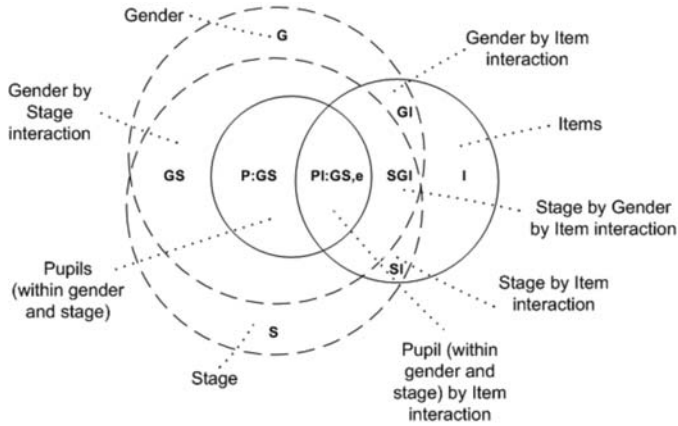 Gender
G
Gender by Item
interaction
Gender by
Stage
interaction
GI
Items
GS
P:GS
PI:GS,e
SGI
I
Stage by Gender
by Item interaction
Pupils
(within gender
and stage)
SI
Stage by Item
interaction
S
Stage
Pupil (within
gender and
stage) by Item
interaction